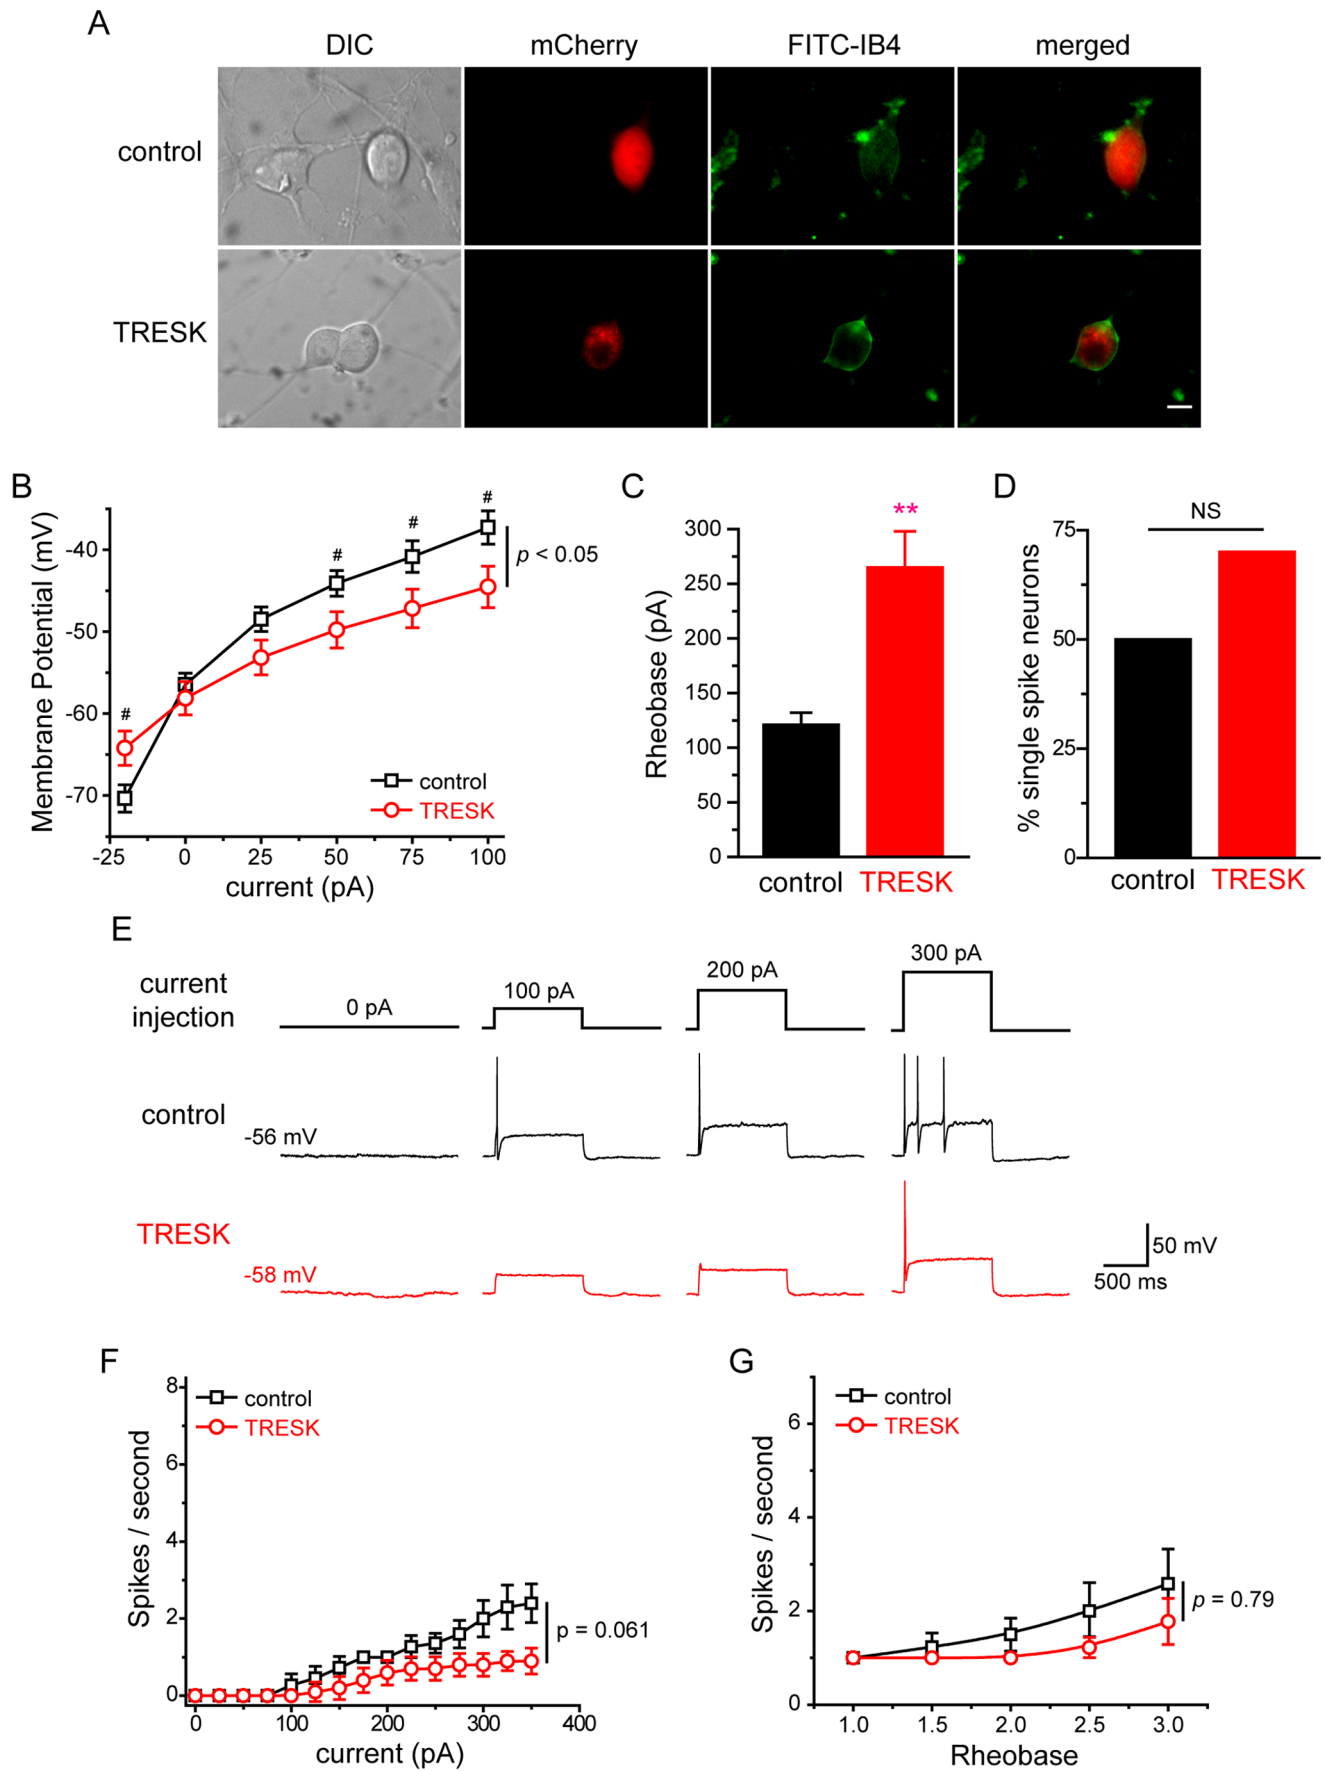 A
DIC
mCherry
FITC-IB4
merged
control
TRESK
B
Membrane Potential (mV)
-40
-50
-60
-70
#
#
#
#
p < 0.05
control
TRESK
-25
0
25
50
75
100
current (pA)
C
Rheobase (pA)
300
250
200
150
100
50
0
**
control
TRESK
D
% single spike neurons
75
50
25
0
NS
control
TRESK
E
current
injection
0 pA
100 pA
200 pA
300 pA
control
-56 mV
TRESK
-58 mV
50 mV
500 ms
F
Spikes / second
8
6
4
2
0
control
TRESK
p = 0.061
0
100
200
300
400
current (pA)
G
Spikes / second
6
4
2
0
control
TRESK
p = 0.79
1.0
1.5
2.0
2.5
3.0
Rheobase